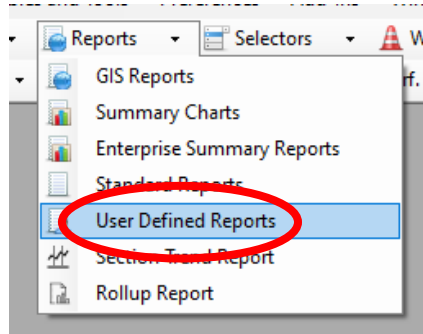 Reports Selectors
GIS Reports
Summary Charts
Enterprise Summary Reports
Standard Reports
User Defined Reports
Section Trend Report
Rollup Report